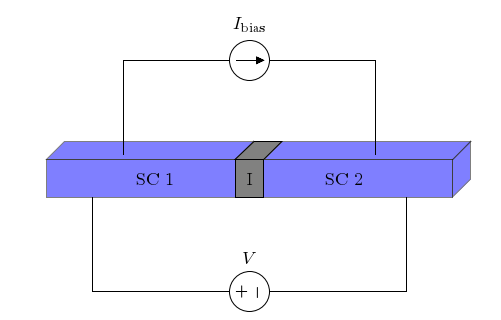 I_bias
SC 1 I SC 2
V
+ |